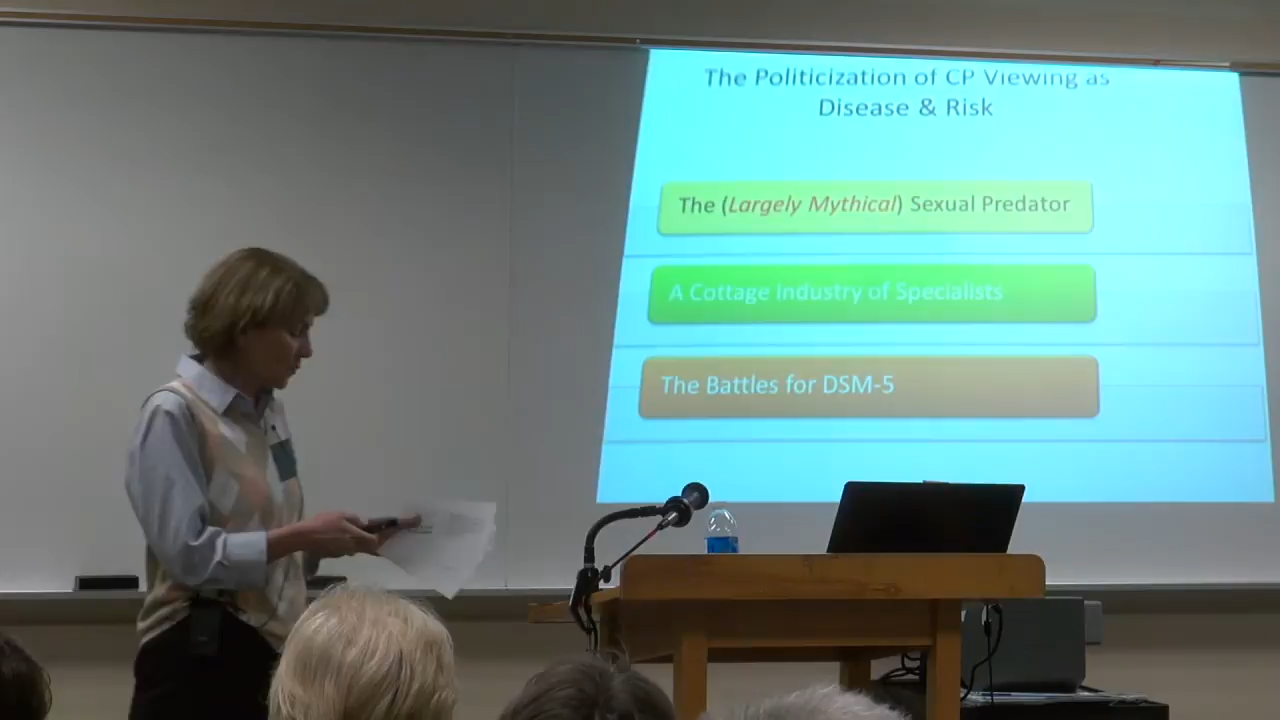 The Politicization of CP Viewing as
Disease & Risk
The (Largely Mythical) Sexual Predator
A Cottage Industry of Specialists
The Battles for DSM-5